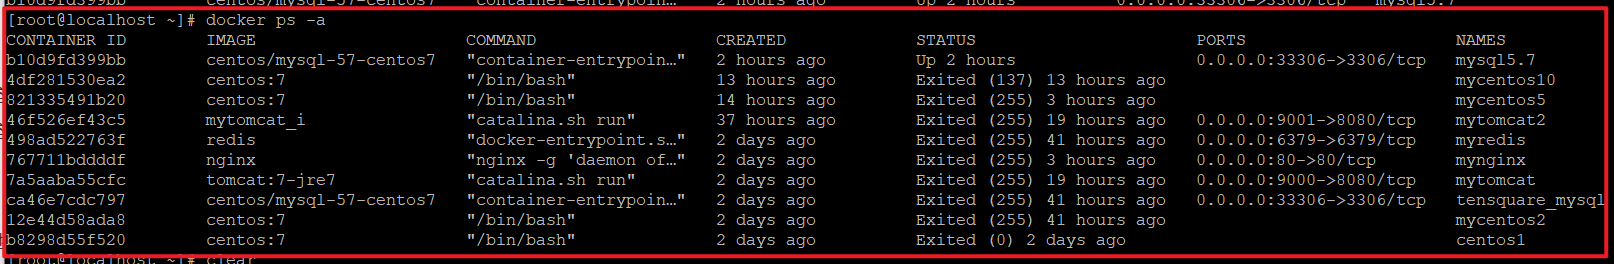 b10d9fd399bb centos/mysql-57-centos7 "container-entrypoin…" 2 hours ago Up 2 hours 0.0.0.0:33306->3306/tcp mysql5.7
[root@localhost ~]# docker ps -a
CONTAINER ID IMAGE COMMAND CREATED STATUS PORTS NAMES
b10d9fd399bb centos/mysql-57-centos7 "container-entrypoin…" 2 hours ago Up 2 hours 0.0.0.0:33306->3306/tcp mysql5.7
4df281530ea2 centos:7 "/bin/bash" 13 hours ago Exited (137) 13 hours ago mycentos10
821335491b20 centos:7 "/bin/bash" 14 hours ago Exited (255) 3 hours ago mycentos5
46f526ef43c5 mytomcat_i "catalina.sh run" 37 hours ago Exited (255) 19 hours ago 0.0.0.0:9001->8080/tcp mytomcat2
498ad522763f redis "docker-entrypoint.s…" 2 days ago Exited (255) 41 hours ago 0.0.0.0:6379->6379/tcp myredis
767711bddddf nginx "nginx -g 'daemon of…" 2 days ago Exited (255) 3 hours ago 0.0.0.0:80->80/tcp mynginx
7a5aaba55cfc tomcat:7-jre7 "catalina.sh run" 2 days ago Exited (255) 19 hours ago 0.0.0.0:9000->8080/tcp mytomcat
ca46e7cdc797 centos/mysql-57-centos7 "container-entrypoin…" 2 days ago Exited (255) 41 hours ago 0.0.0.0:33306->3306/tcp tensquare_mysql
12e44d58ada8 centos:7 "/bin/bash" 2 days ago Exited (255) 41 hours ago mycentos2
b8298d55f520 centos:7 "/bin/bash" 2 days ago Exited (0) 2 days ago centos1
[root@localhost ~]# clear